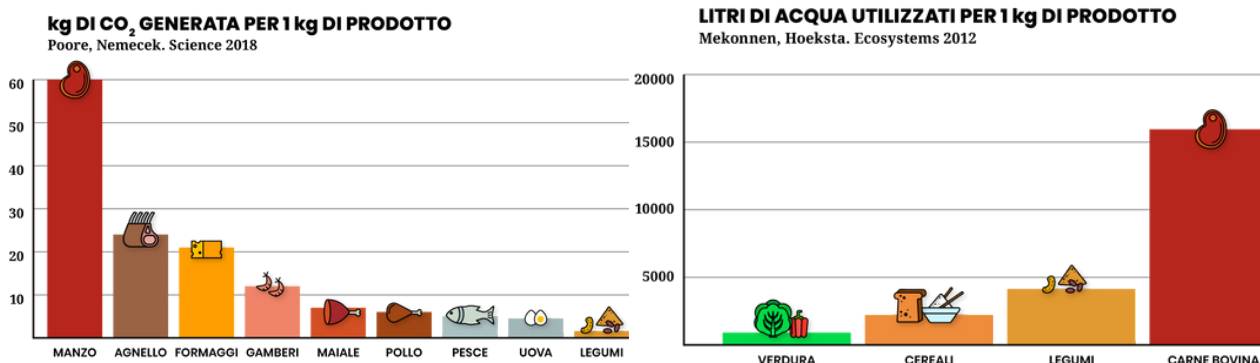 kg DI CO₂ GENERATA PER 1 kg DI PRODOTTO
Poore, Nemecek. Science 2018
60
50
40
30
20
10
MANZO AGNELLO FORMAGGI GAMBERI MAIALE POLLO PESCE UOVA LEGUMI
LITRI DI ACQUA UTILIZZATI PER 1 kg DI PRODOTTO
Mekonnen, Hoeksta. Ecosystems 2012
20000
15000
10000
5000
VERDURA CEREALI LEGUMI CARNE BOVINA